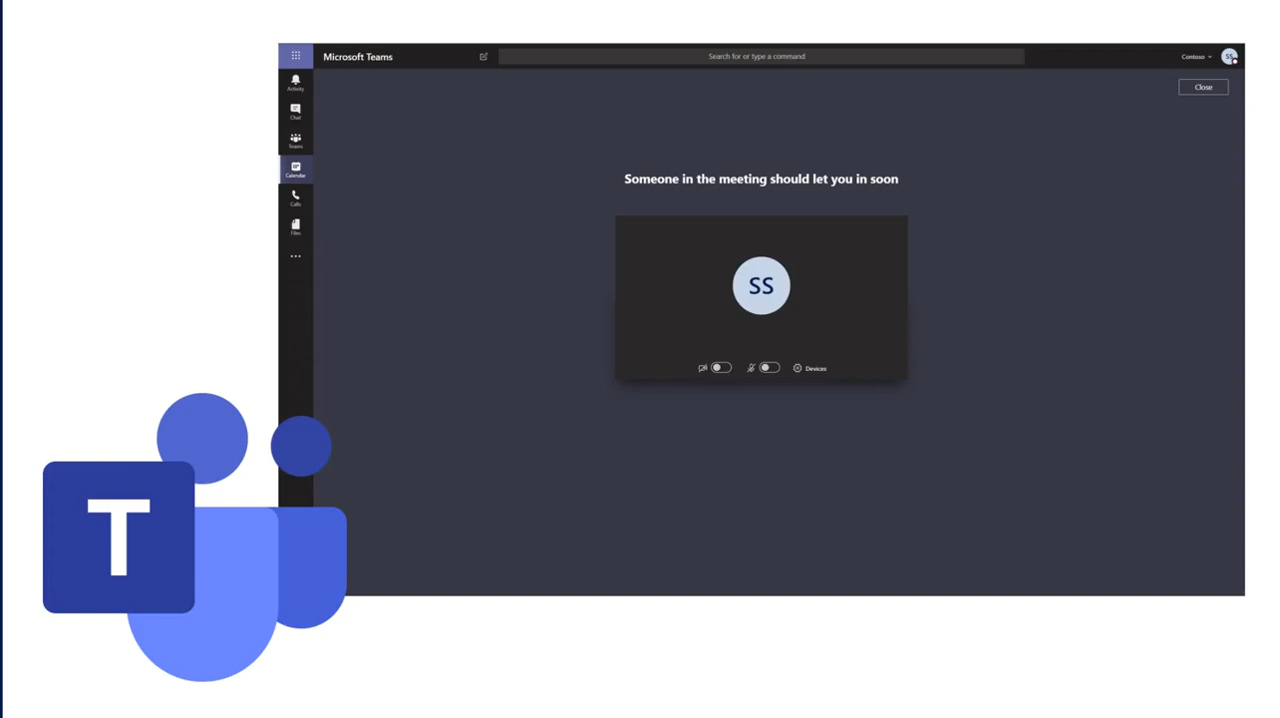 Microsoft Teams
Search for or type a command
Contoso
SS
Close
Activity
Chat
Teams
Calendar
Calls
Files
Someone in the meeting should let you in soon
SS
Devices
T